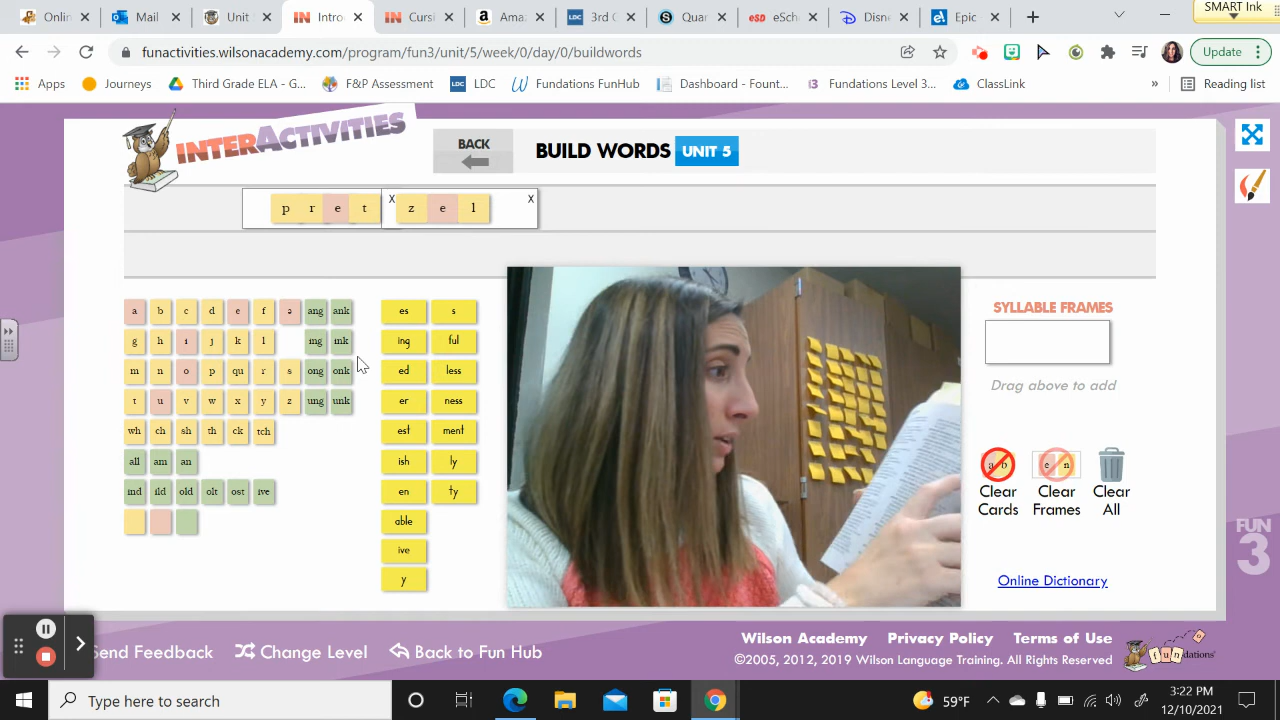 Onlin
Mail
Unit
Intro
Cursi
Ama
3rd G
Quar
eSch
Disn
Epic
SMART Ink
funactivities.wilsonacademy.com/program/fun3/unit/5/week/0/day/0/buildwords
Update
Apps
Journeys
Third Grade ELA - G...
F&P Assessment
LDC
Fundations FunHub
Dashboard - Fount...
Fundations Level 3...
ClassLink
»
Reading list
INTERACTIVITIES
BACK
BUILD WORDS UNIT 5
p r e t X z e l X
a b c d e f ə ang ank
g h i j k l ing ink
m n o p qu r s ong onk
t u v w x y z ung unk
wh ch sh th ck tch
all am an
ind ild old olt ost ive
es s
ing ful
ed less
er ness
est ment
ish ly
en ty
able
ive
y
SYLLABLE FRAMES
Drag above to add
a b
e n
Clear Cards
Clear Frames
Clear All
FUN 3
Online Dictionary
Send Feedback
Change Level
Back to Fun Hub
Wilson Academy Privacy Policy Terms of Use
©2005, 2012, 2019 Wilson Language Training. All Rights Reserved
fundations
Type here to search
59°F
3:22 PM
12/10/2021